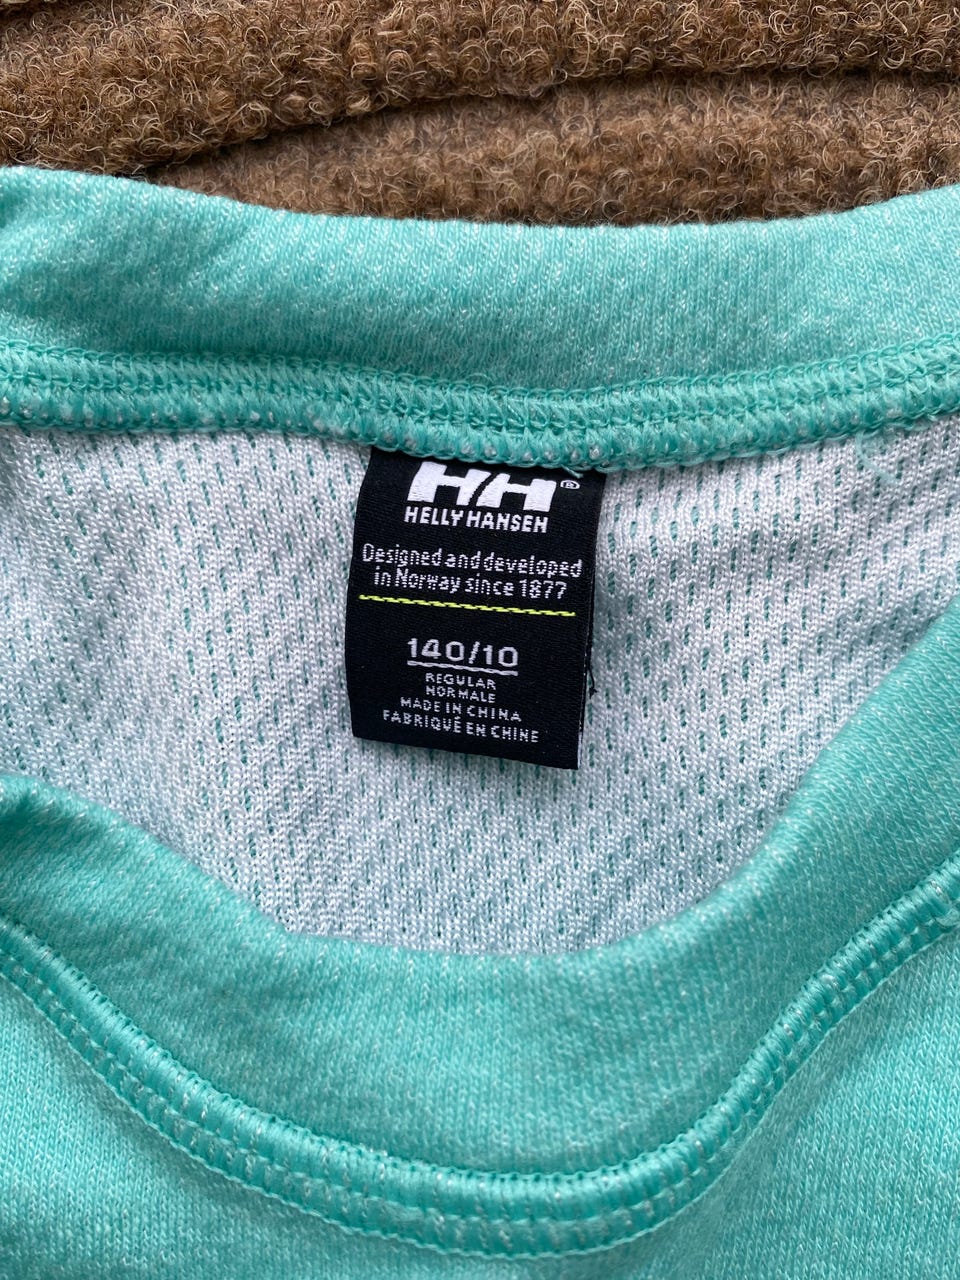 HH®
HELLY HANSEN
Designed and developed
in Norway since 1877
140/10
REGULAR
NORMALE
MADE IN CHINA
FABRIQUÉ EN CHINE